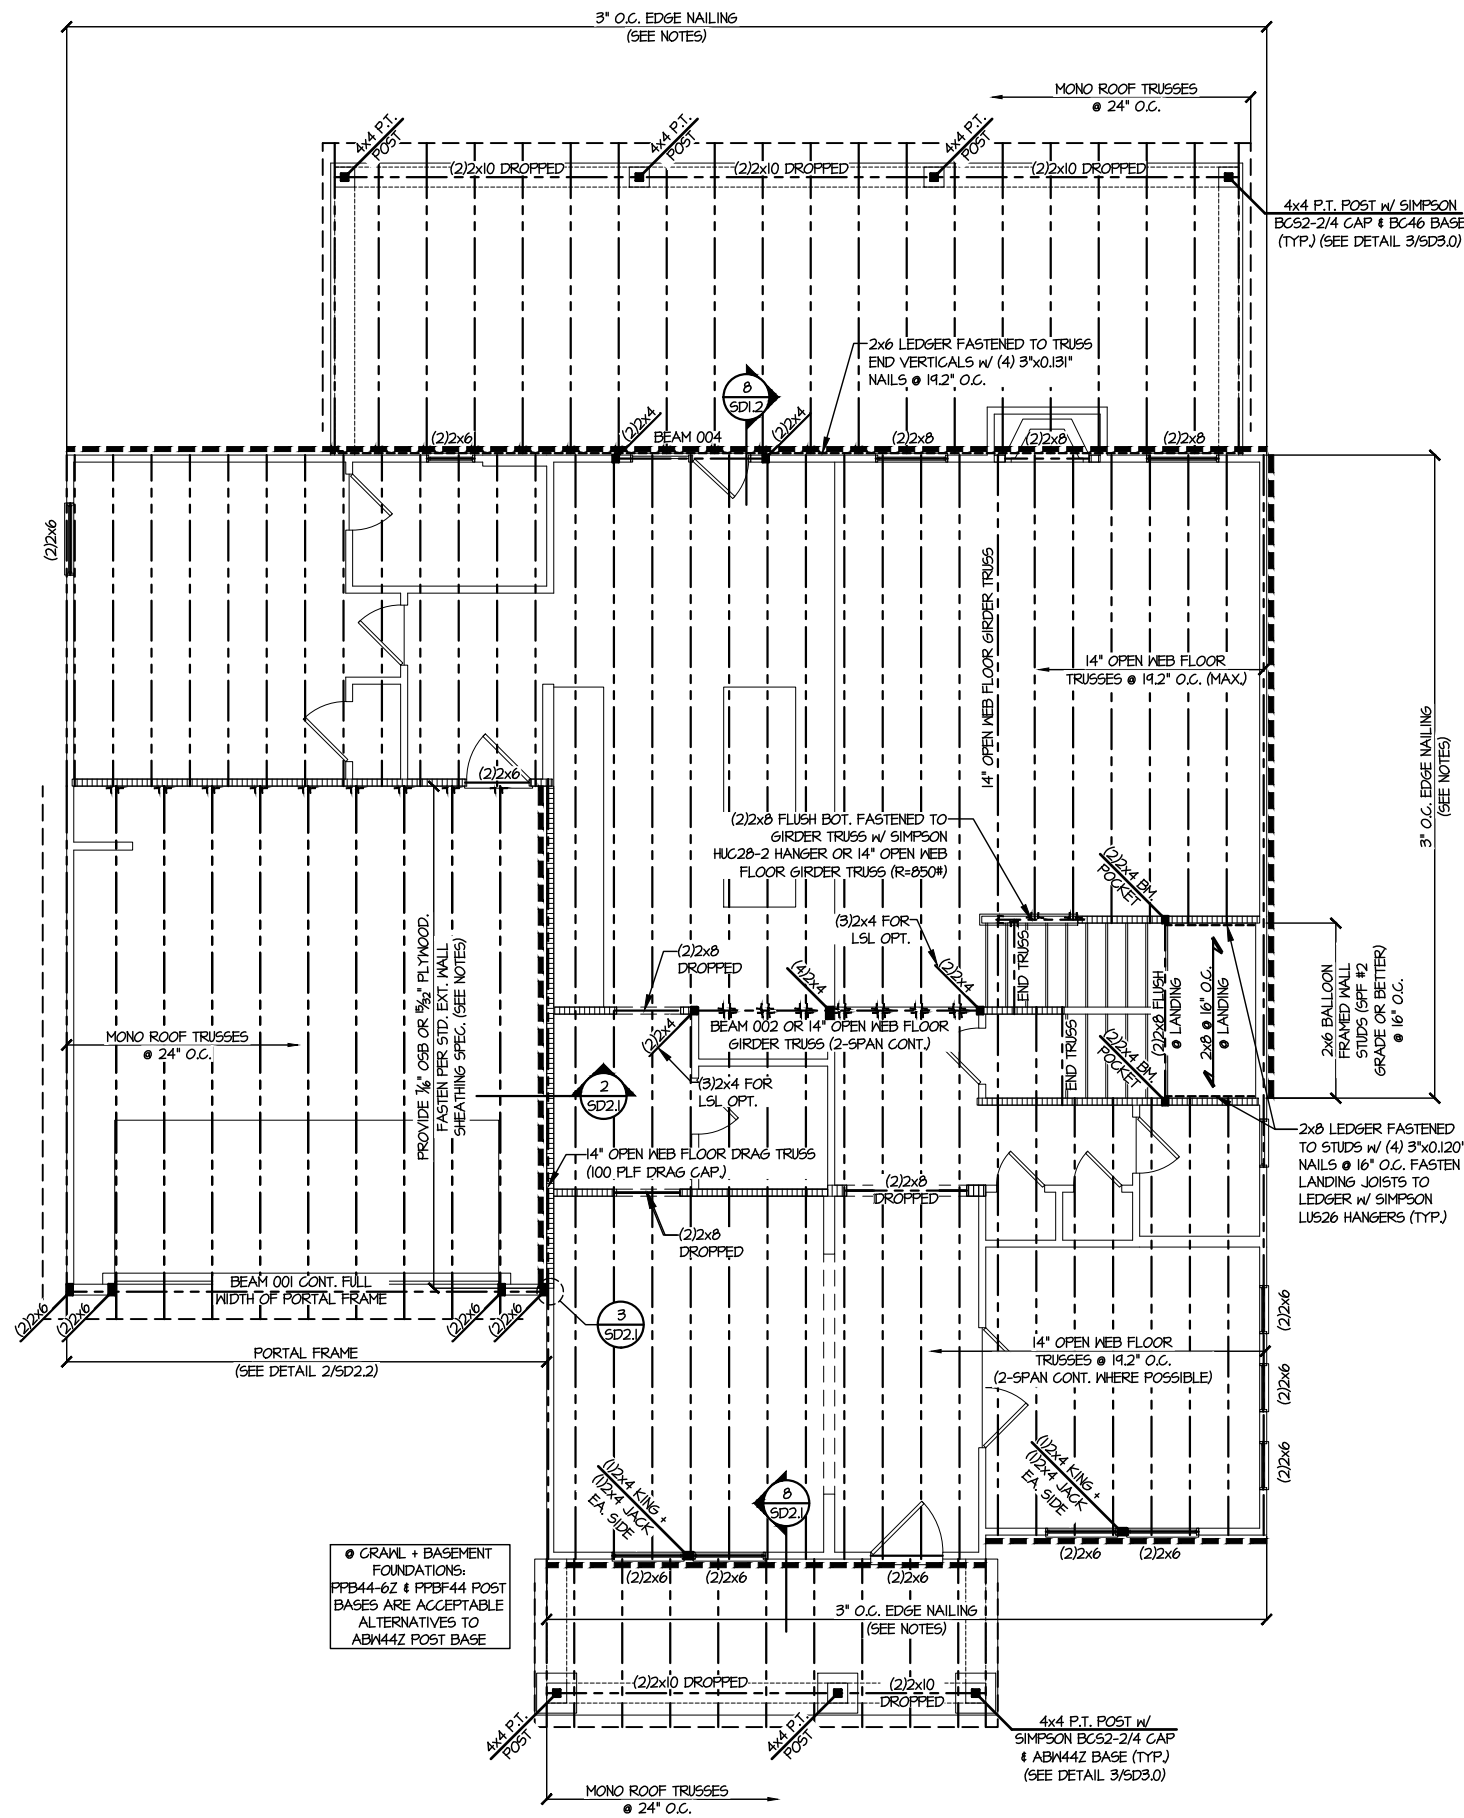 3" O.C. EDGE NAILING
(SEE NOTES)
MONO ROOF TRUSSES
@ 24" O.C.
4x4 P.T.
POST
4x4 P.T.
POST
4x4 P.T.
POST
(2)2x10 DROPPED
(2)2x10 DROPPED
(2)2x10 DROPPED
4x4 P.T. POST W/ SIMPSON
BCS2-2/4 CAP & BC46 BASE
(TYP.) (SEE DETAIL 3/SD3.0)
2x6 LEDGER FASTENED TO TRUSS
END VERTICALS W/ (4) 3"x0.131"
NAILS @ 19.2" O.C.
8
SD1.2
(2)2x6
(2)2x4
BEAM 004
(2)2x4
(2)2x8
(2)2x8
(2)2x8
(2)2x6
14" OPEN WEB FLOOR GIRDER TRUSS
14" OPEN WEB FLOOR
TRUSSES @ 19.2" O.C. (MAX.)
3" O.C. EDGE NAILING
(SEE NOTES)
(2)2x6
(2)2x8 FLUSH BOT. FASTENED TO
GIRDER TRUSS W/ SIMPSON
HUC28-2 HANGER OR 14" OPEN WEB
FLOOR GIRDER TRUSS (R=850#)
(2)2x4 BM.
POCKET
(3)2x4 FOR
LSL OPT.
(2)2x4
(4)2x4
(2)2x8
DROPPED
END TRUSS
(2)2x8 FLUSH
@ LANDING
2x8 @ 16" O.C.
@ LANDING
2x6 BALLOON
FRAMED WALL
STUDS (SPF #2
GRADE OR BETTER)
@ 16" O.C.
PROVIDE 7/16" OSB OR 15/32" PLYWOOD.
FASTEN PER STD. EXT. WALL
SHEATHING SPEC. (SEE NOTES)
MONO ROOF TRUSSES
@ 24" O.C.
BEAM 002 OR 14" OPEN WEB FLOOR
GIRDER TRUSS (2-SPAN CONT.)
(2)2x4
END TRUSS
(2)2x4 BM.
POCKET
2
SD2.1
(3)2x4 FOR
LSL OPT.
14" OPEN WEB FLOOR DRAG TRUSS
(100 PLF DRAG CAP.)
(2)2x8
DROPPED
(2)2x8
DROPPED
2x8 LEDGER FASTENED
TO STUDS W/ (4) 3"x0.120"
NAILS @ 16" O.C. FASTEN
LANDING JOISTS TO
LEDGER W/ SIMPSON
LUS26 HANGERS (TYP.)
BEAM 001 CONT. FULL
WIDTH OF PORTAL FRAME
(2)2x6
(2)2x6
(2)2x6
(2)2x6
3
SD2.1
PORTAL FRAME
(SEE DETAIL 2/SD2.2)
14" OPEN WEB FLOOR
TRUSSES @ 19.2" O.C.
(2-SPAN CONT. WHERE POSSIBLE)
(2)2x6
(2)2x6
(2)2x6
(1)2x4 KING +
(1)2x4 JACK
EA. SIDE
8
SD2.1
(1)2x4 KING +
(1)2x4 JACK
EA. SIDE
(2)2x6
(2)2x6
(2)2x6
(2)2x6
(2)2x6
@ CRAWL + BASEMENT
FOUNDATIONS:
PPB44-6Z & PPBF44 POST
BASES ARE ACCEPTABLE
ALTERNATIVES TO
ABW44Z POST BASE
3" O.C. EDGE NAILING
(SEE NOTES)
(2)2x10 DROPPED
(2)2x10
DROPPED
4x4 P.T.
POST
4x4 P.T.
POST
4x4 P.T. POST W/
SIMPSON BCS2-2/4 CAP
& ABW44Z BASE (TYP.)
(SEE DETAIL 3/SD3.0)
MONO ROOF TRUSSES
@ 24" O.C.